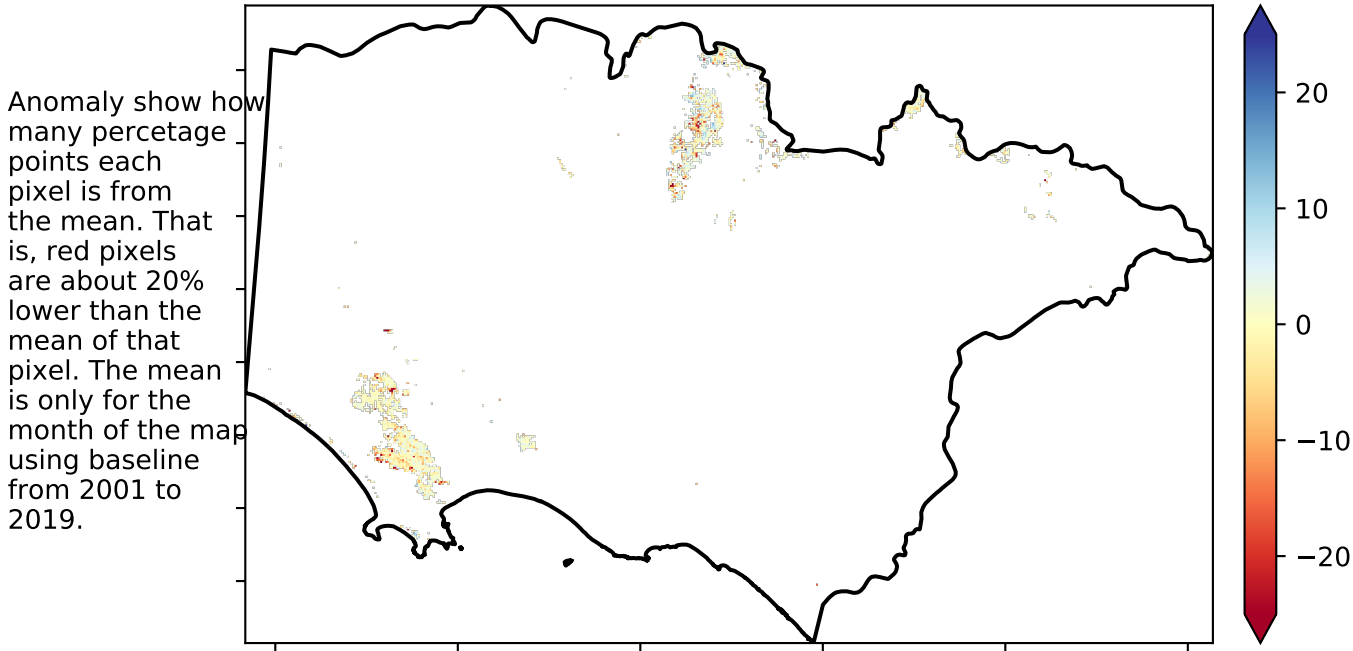 Anomaly show how
many percetage
points each
pixel is from
the mean. That
is, red pixels
are about 20%
lower than the
mean of that
pixel. The mean
is only for the
month of the map
using baseline
from 2001 to
2019.
20
10
0
−10
−20